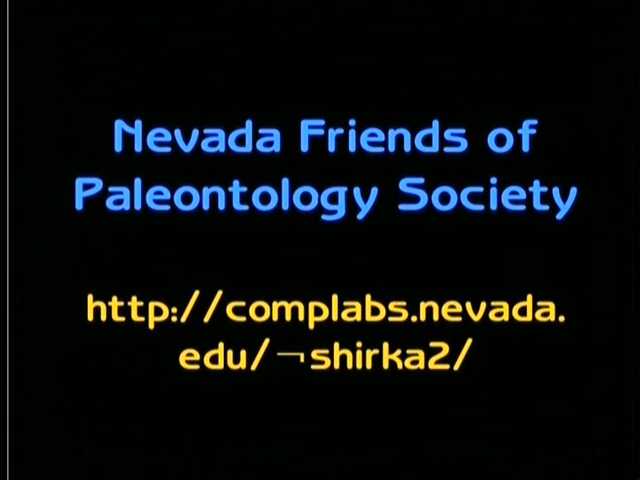 Nevada Friends of
Paleontology Society
http://complabs.nevada.
edu/¬shirka2/